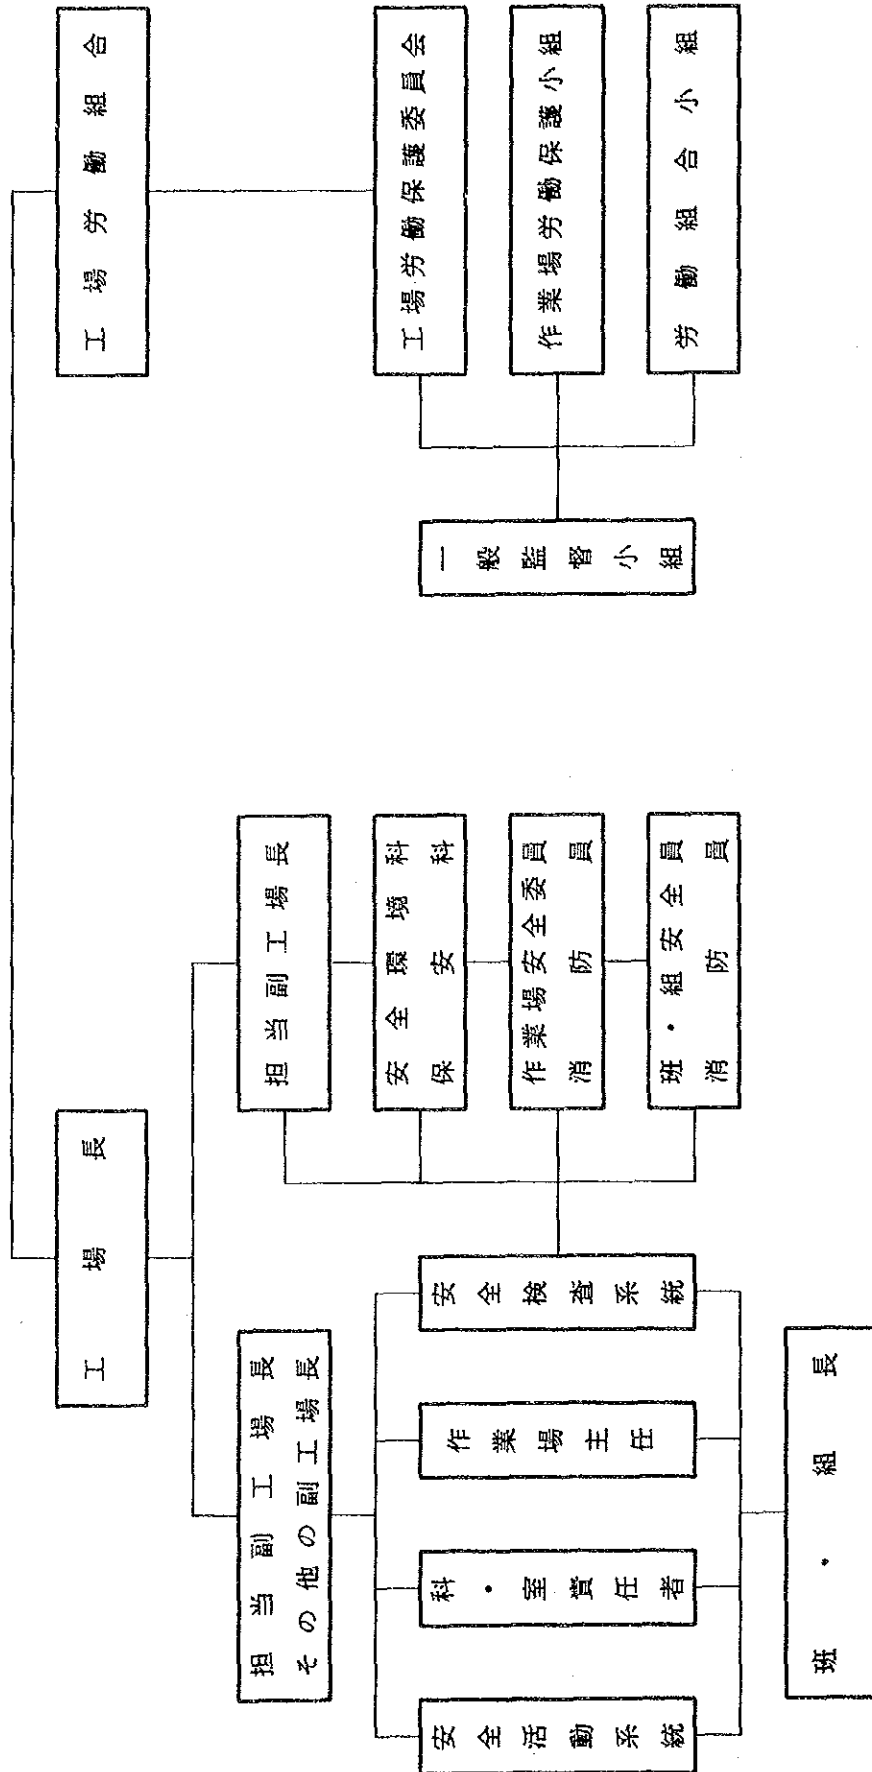 工場長
工場労働組合
担当副工場長
その他の副工場長
担当副工場長
安全環境科
保安科
作業場安全委員
消防員
班・組安全員
消防員
工場労働保護委員会
作業場労働保護小組
労働組合小組
安全活動系統
科・室責任者
作業場主任
安全検査系統
一般監督小組
班・組長